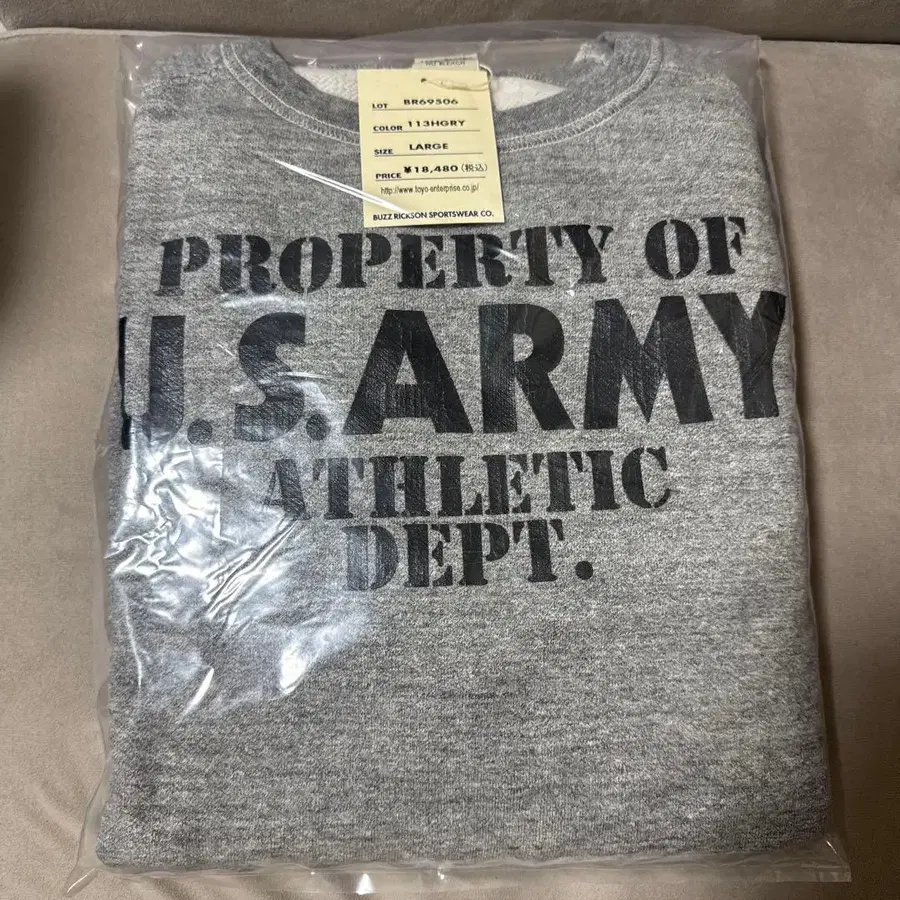 LOT BR69506
COLOR 113HGRY
SIZE LARGE
PRICE ¥18,480(税込)
http://www.toyo-enterprise.co.jp/
BUZZ RICKSON SPORTSWEAR CO.
PROPERTY OF
U.S.ARMY
ATHLETIC
DEPT.